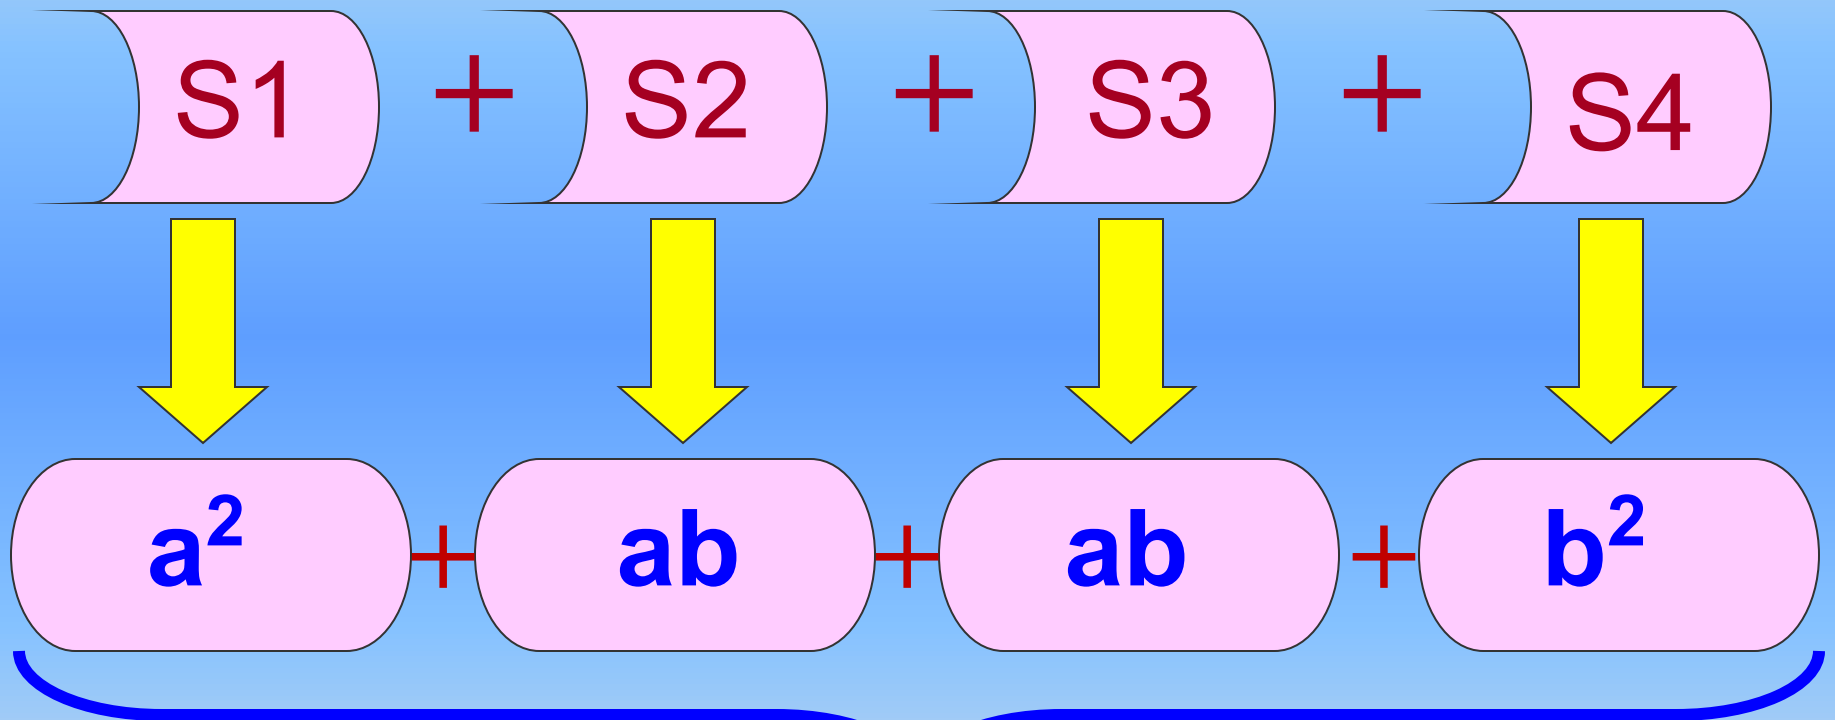 S1 + S2 + S3 + S4
a² + ab + ab + b²